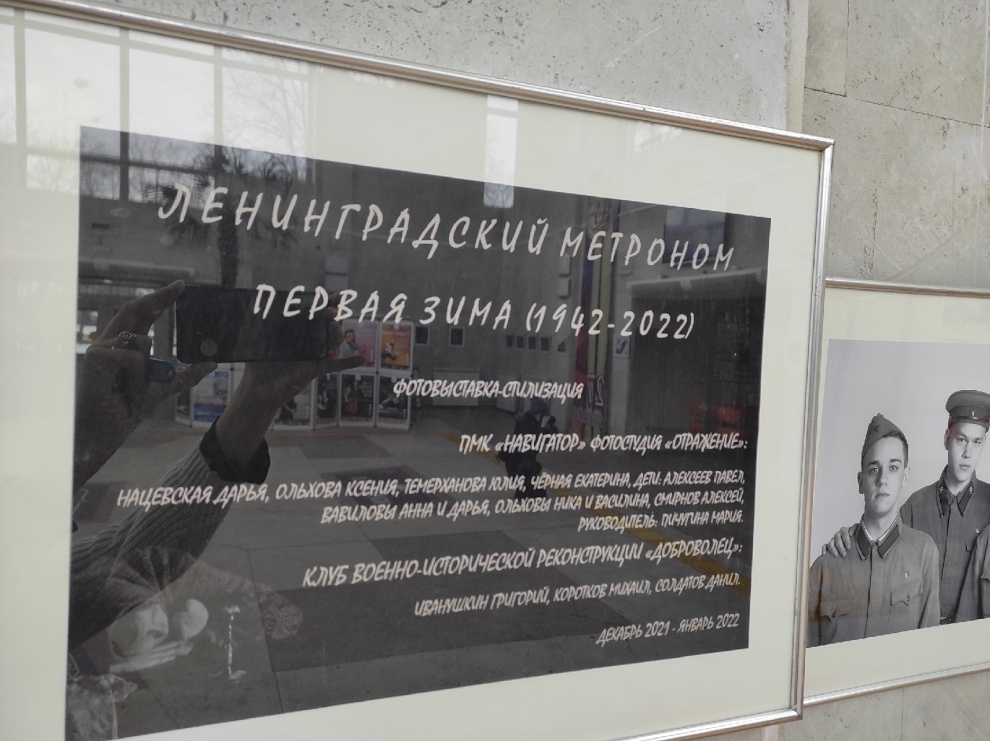 ЛЕНИНГРАДСКИЙ МЕТРОНОМ
ПЕРВАЯ ЗИМА (1942-2022)
ФОТОВЫСТАВКА-СТИЛИЗАЦИЯ
ПМК «НАВИГАТОР» ФОТОСТУДИЯ «ОТРАЖЕНИЕ»:
НАЦЕВСКАЯ ДАРЬЯ, ОЛЬХОВА КСЕНИЯ, ТЕМЕРХАНОВА ЮЛИЯ, ЧЕРНАЯ ЕКАТЕРИНА, ДЕТИ: АЛЕКСЕЕВ ПАВЕЛ,
ВАВИЛОВЫ АННА И ДАРЬЯ, ОЛЬХОВЫ НИКА И ВАСИЛИНА, СМИРНОВ АЛЕКСЕЙ,
РУКОВОДИТЕЛЬ: ПИЧУГИНА МАРИЯ.
КЛУБ ВОЕННО-ИСТОРИЧЕСКОЙ РЕКОНСТРУКЦИИ «ДОБРОВОЛЕЦ»:
ИВАНУШКИН ГРИГОРИЙ, КОРОТКОВ МИХАИЛ, СОЛДАТОВ ДАНИЛ.
ДЕКАБРЬ 2021 - ЯНВАРЬ 2022